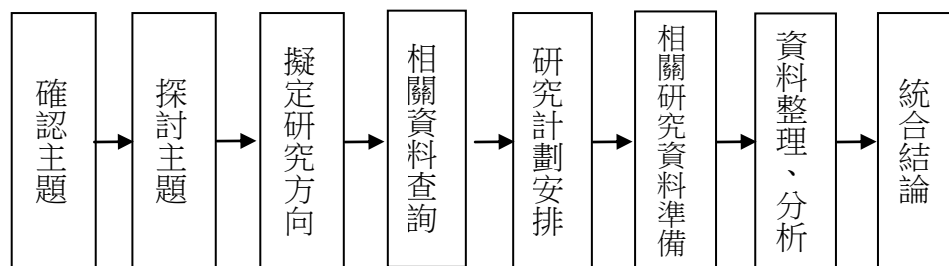 確認主題
探討主題
擬定研究方向
相關資料查詢
研究計劃安排
相關研究資料準備
資料整理、分析
統合結論